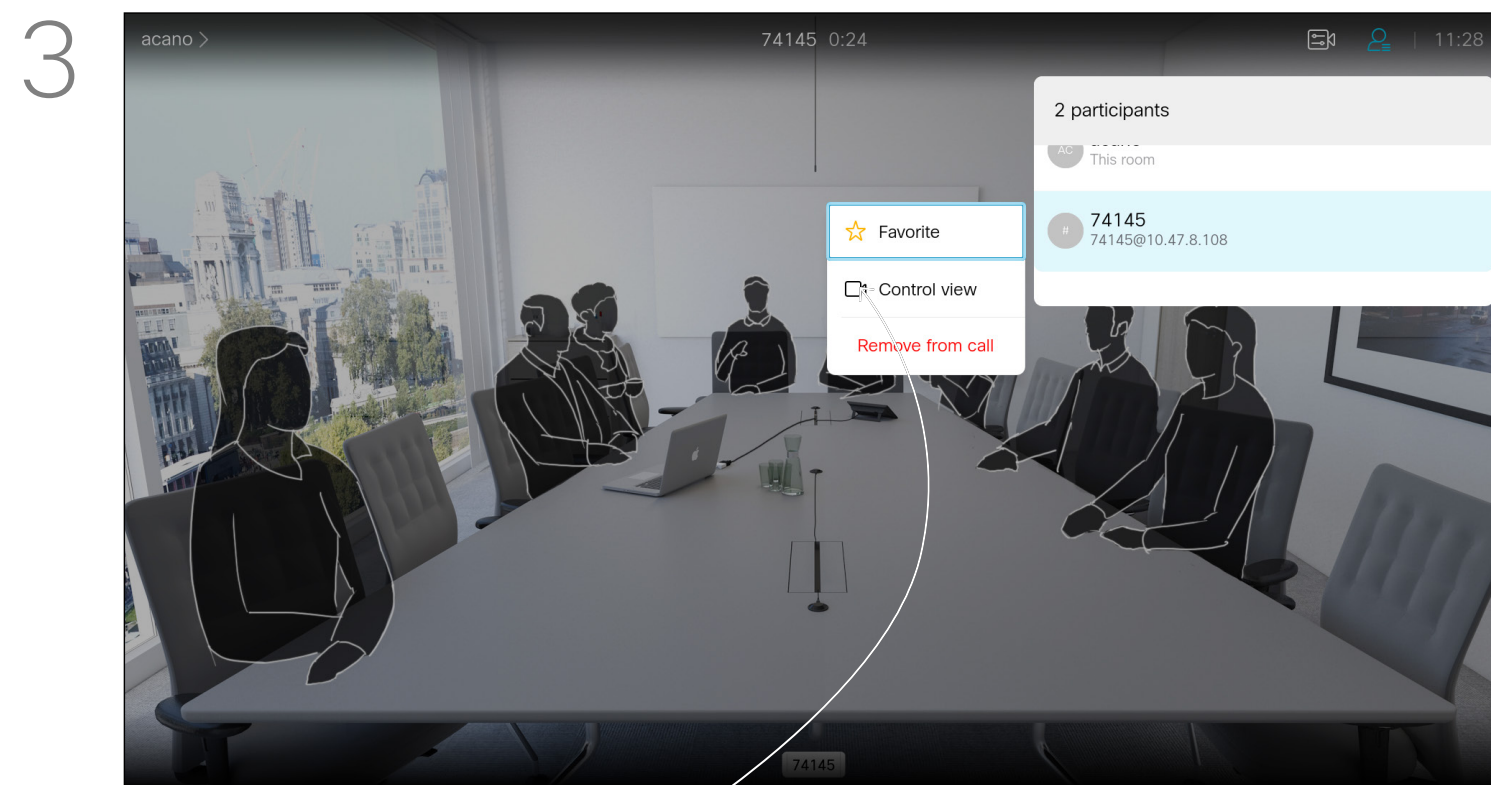 3
acano >
74145 0:24
11:28
2 participants
AC
This room
#
74145
74145@10.47.8.108
Favorite
Control view
Remove from call
74145